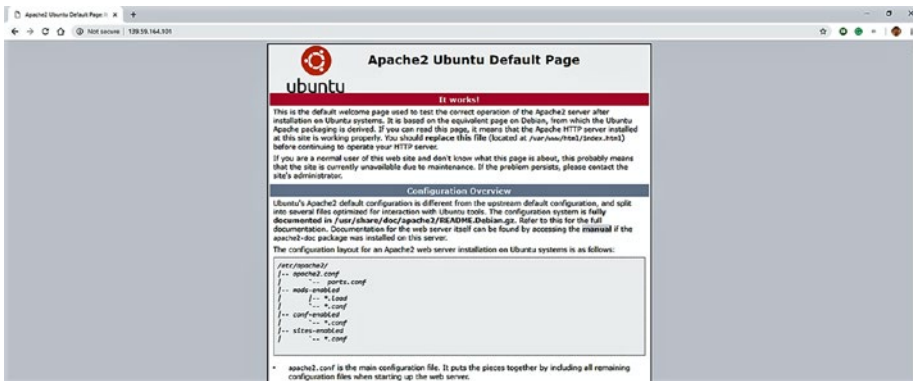 Apache2 Ubuntu Default Page: It
Not secure | 139.59.164.101
Apache2 Ubuntu Default Page
ubuntu
It works!
This is the default welcome page used to test the correct operation of the Apache2 server after
installation on Ubuntu systems. It is based on the equivalent page on Debian, from which the Ubuntu
Apache packaging is derived. If you can read this page, it means that the Apache HTTP server installed
at this site is working properly. You should replace this file (located at /var/www/html/index.html)
before continuing to operate your HTTP server.
If you are a normal user of this web site and don't know what this page is about, this probably means
that the site is currently unavailable due to maintenance. If the problem persists, please contact the
site's administrator.
Configuration Overview
Ubuntu's Apache2 default configuration is different from the upstream default configuration, and split
into several files optimized for interaction with Ubuntu tools. The configuration system is fully
documented in /usr/share/doc/apache2/README.Debian.gz. Refer to this for the full
documentation. Documentation for the web server itself can be found by accessing the manual if the
apache2-doc package was installed on this server.
The configuration layout for an Apache2 web server installation on Ubuntu systems is as follows:
/etc/apache2/
|-- apache2.conf
|       `-- ports.conf
|-- mods-enabled
|       |-- *.load
|       `-- *.conf
|-- conf-enabled
|       `-- *.conf
|-- sites-enabled
|       `-- *.conf
• apache2.conf is the main configuration file. It puts the pieces together by including all remaining
configuration files when starting up the web server.